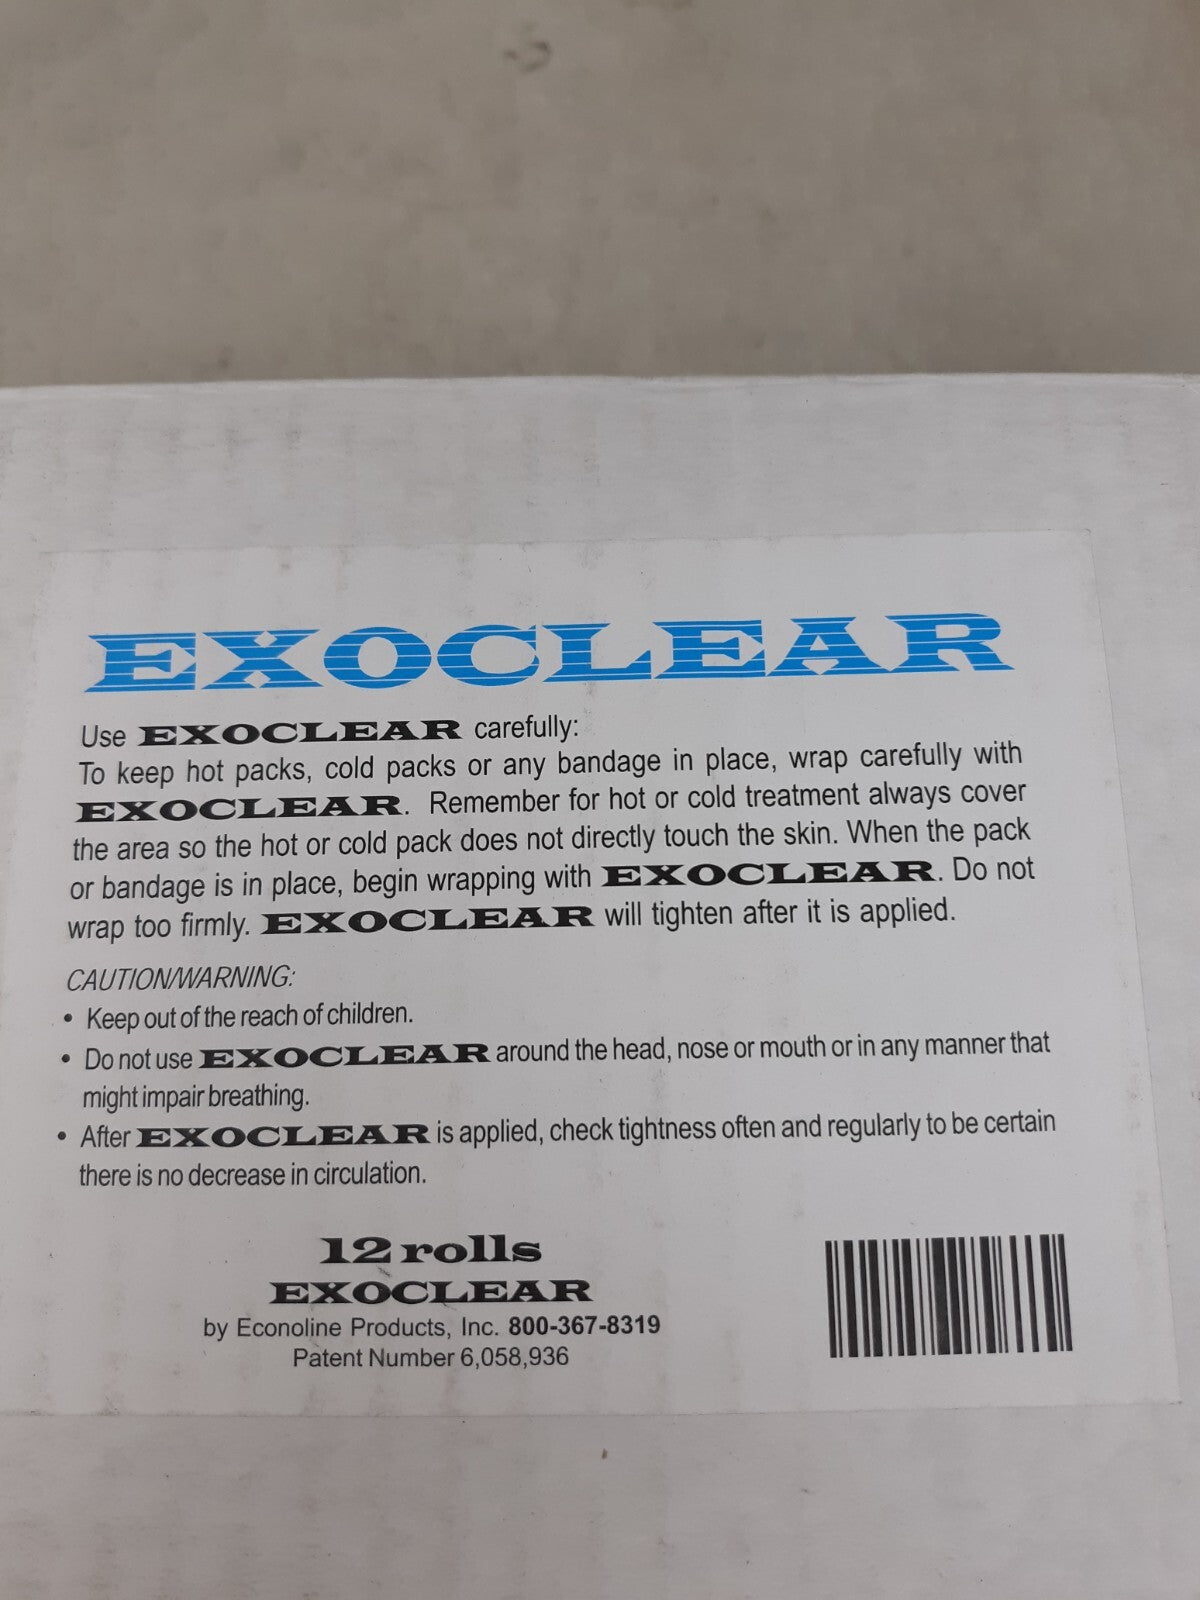 EXOCLEAR
Use EXOCLEAR carefully:
To keep hot packs, cold packs or any bandage in place, wrap carefully with
EXOCLEAR. Remember for hot or cold treatment always cover
the area so the hot or cold pack does not directly touch the skin. When the pack
or bandage is in place, begin wrapping with EXOCLEAR. Do not
wrap too firmly. EXOCLEAR will tighten after it is applied.
CAUTION/WARNING:
• Keep out of the reach of children.
• Do not use EXOCLEAR around the head, nose or mouth or in any manner that
might impair breathing.
• After EXOCLEAR is applied, check tightness often and regularly to be certain
there is no decrease in circulation.
12 rolls
EXOCLEAR
by Econoline Products, Inc. 800-367-8319
Patent Number 6,058,936